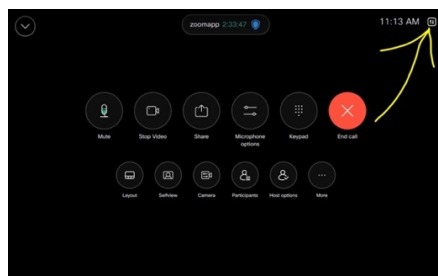 zoomapp 2:33:47
11:13 AM
Mute
Stop Video
Share
Microphone
options
Keypad
End call
Layout
Selfview
Camera
Participants
Host options
More